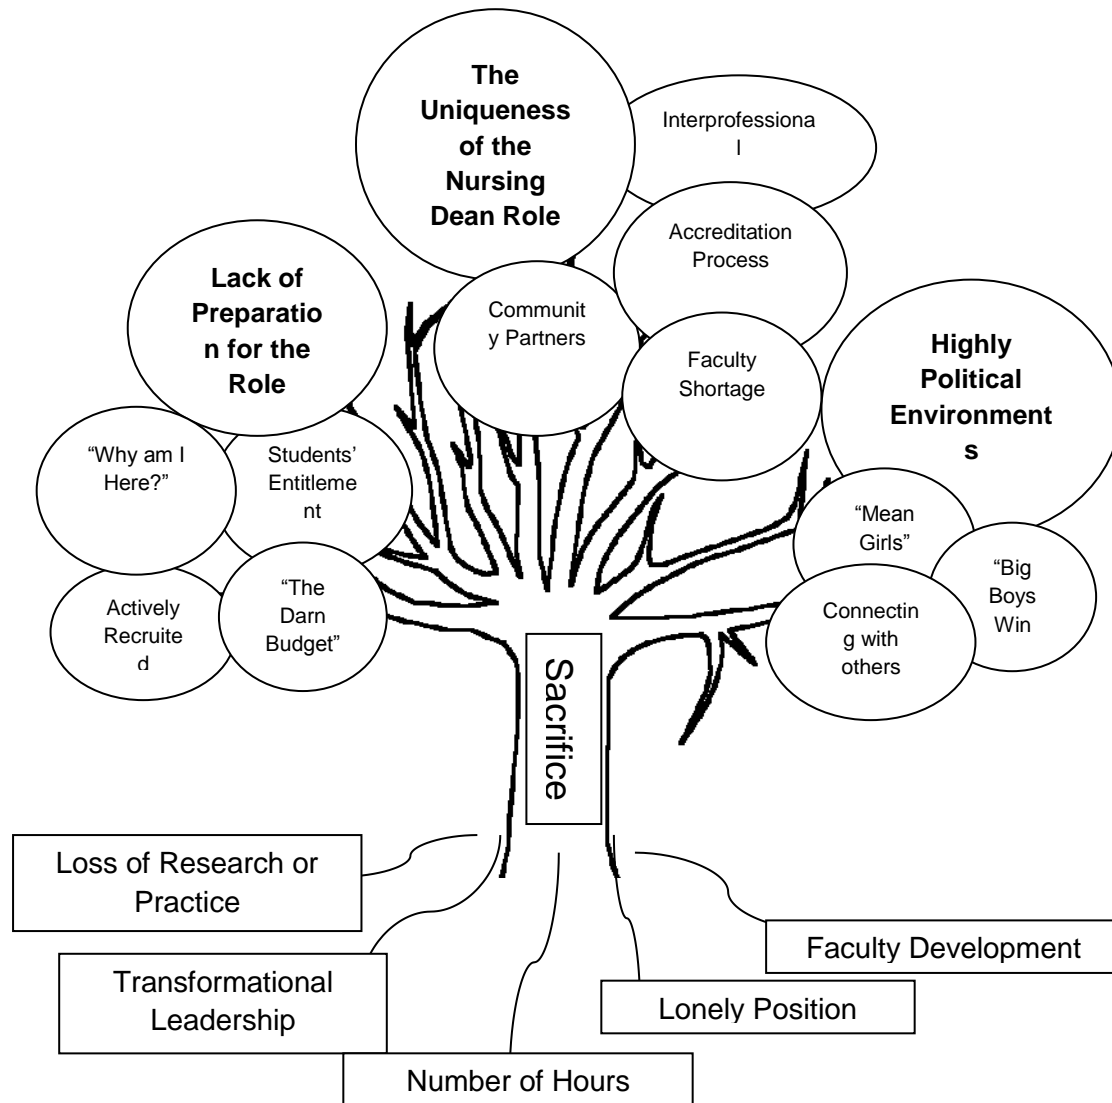 The
Uniqueness
of the
Nursing
Dean Role
Interprofessiona
l
Accreditation
Process
Communit
y Partners
Faculty
Shortage
Lack of
Preparatio
n for the
Role
“Why am I
Here?”
Students’
Entitleme
nt
Actively
Recruite
d
“The
Darn
Budget”
Highly
Political
Environment
s
“Mean
Girls”
“Big
Boys
Win
Connectin
g with
others
Sacrifice
Loss of Research or
Practice
Transformational
Leadership
Number of Hours
Lonely Position
Faculty Development